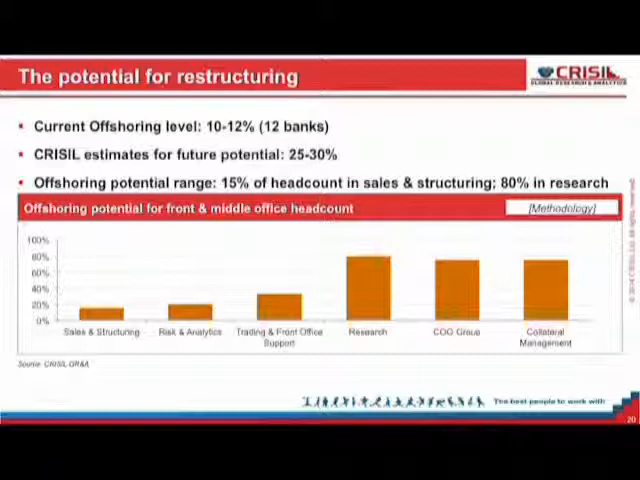 The potential for restructuring
CRISIL
GLOBAL RESEARCH & ANALYTICS
Current Offshoring level: 10-12% (12 banks)
CRISIL estimates for future potential: 25-30%
Offshoring potential range: 15% of headcount in sales & structuring; 80% in research
Offshoring potential for front & middle office headcount
[Methodology]
100%
80%
60%
40%
20%
0%
Sales & Structuring
Risk & Analytics
Trading & Front Office Support
Research
COO Group
Collateral Management
Source: CRISIL GR&A
The best people to work with
20